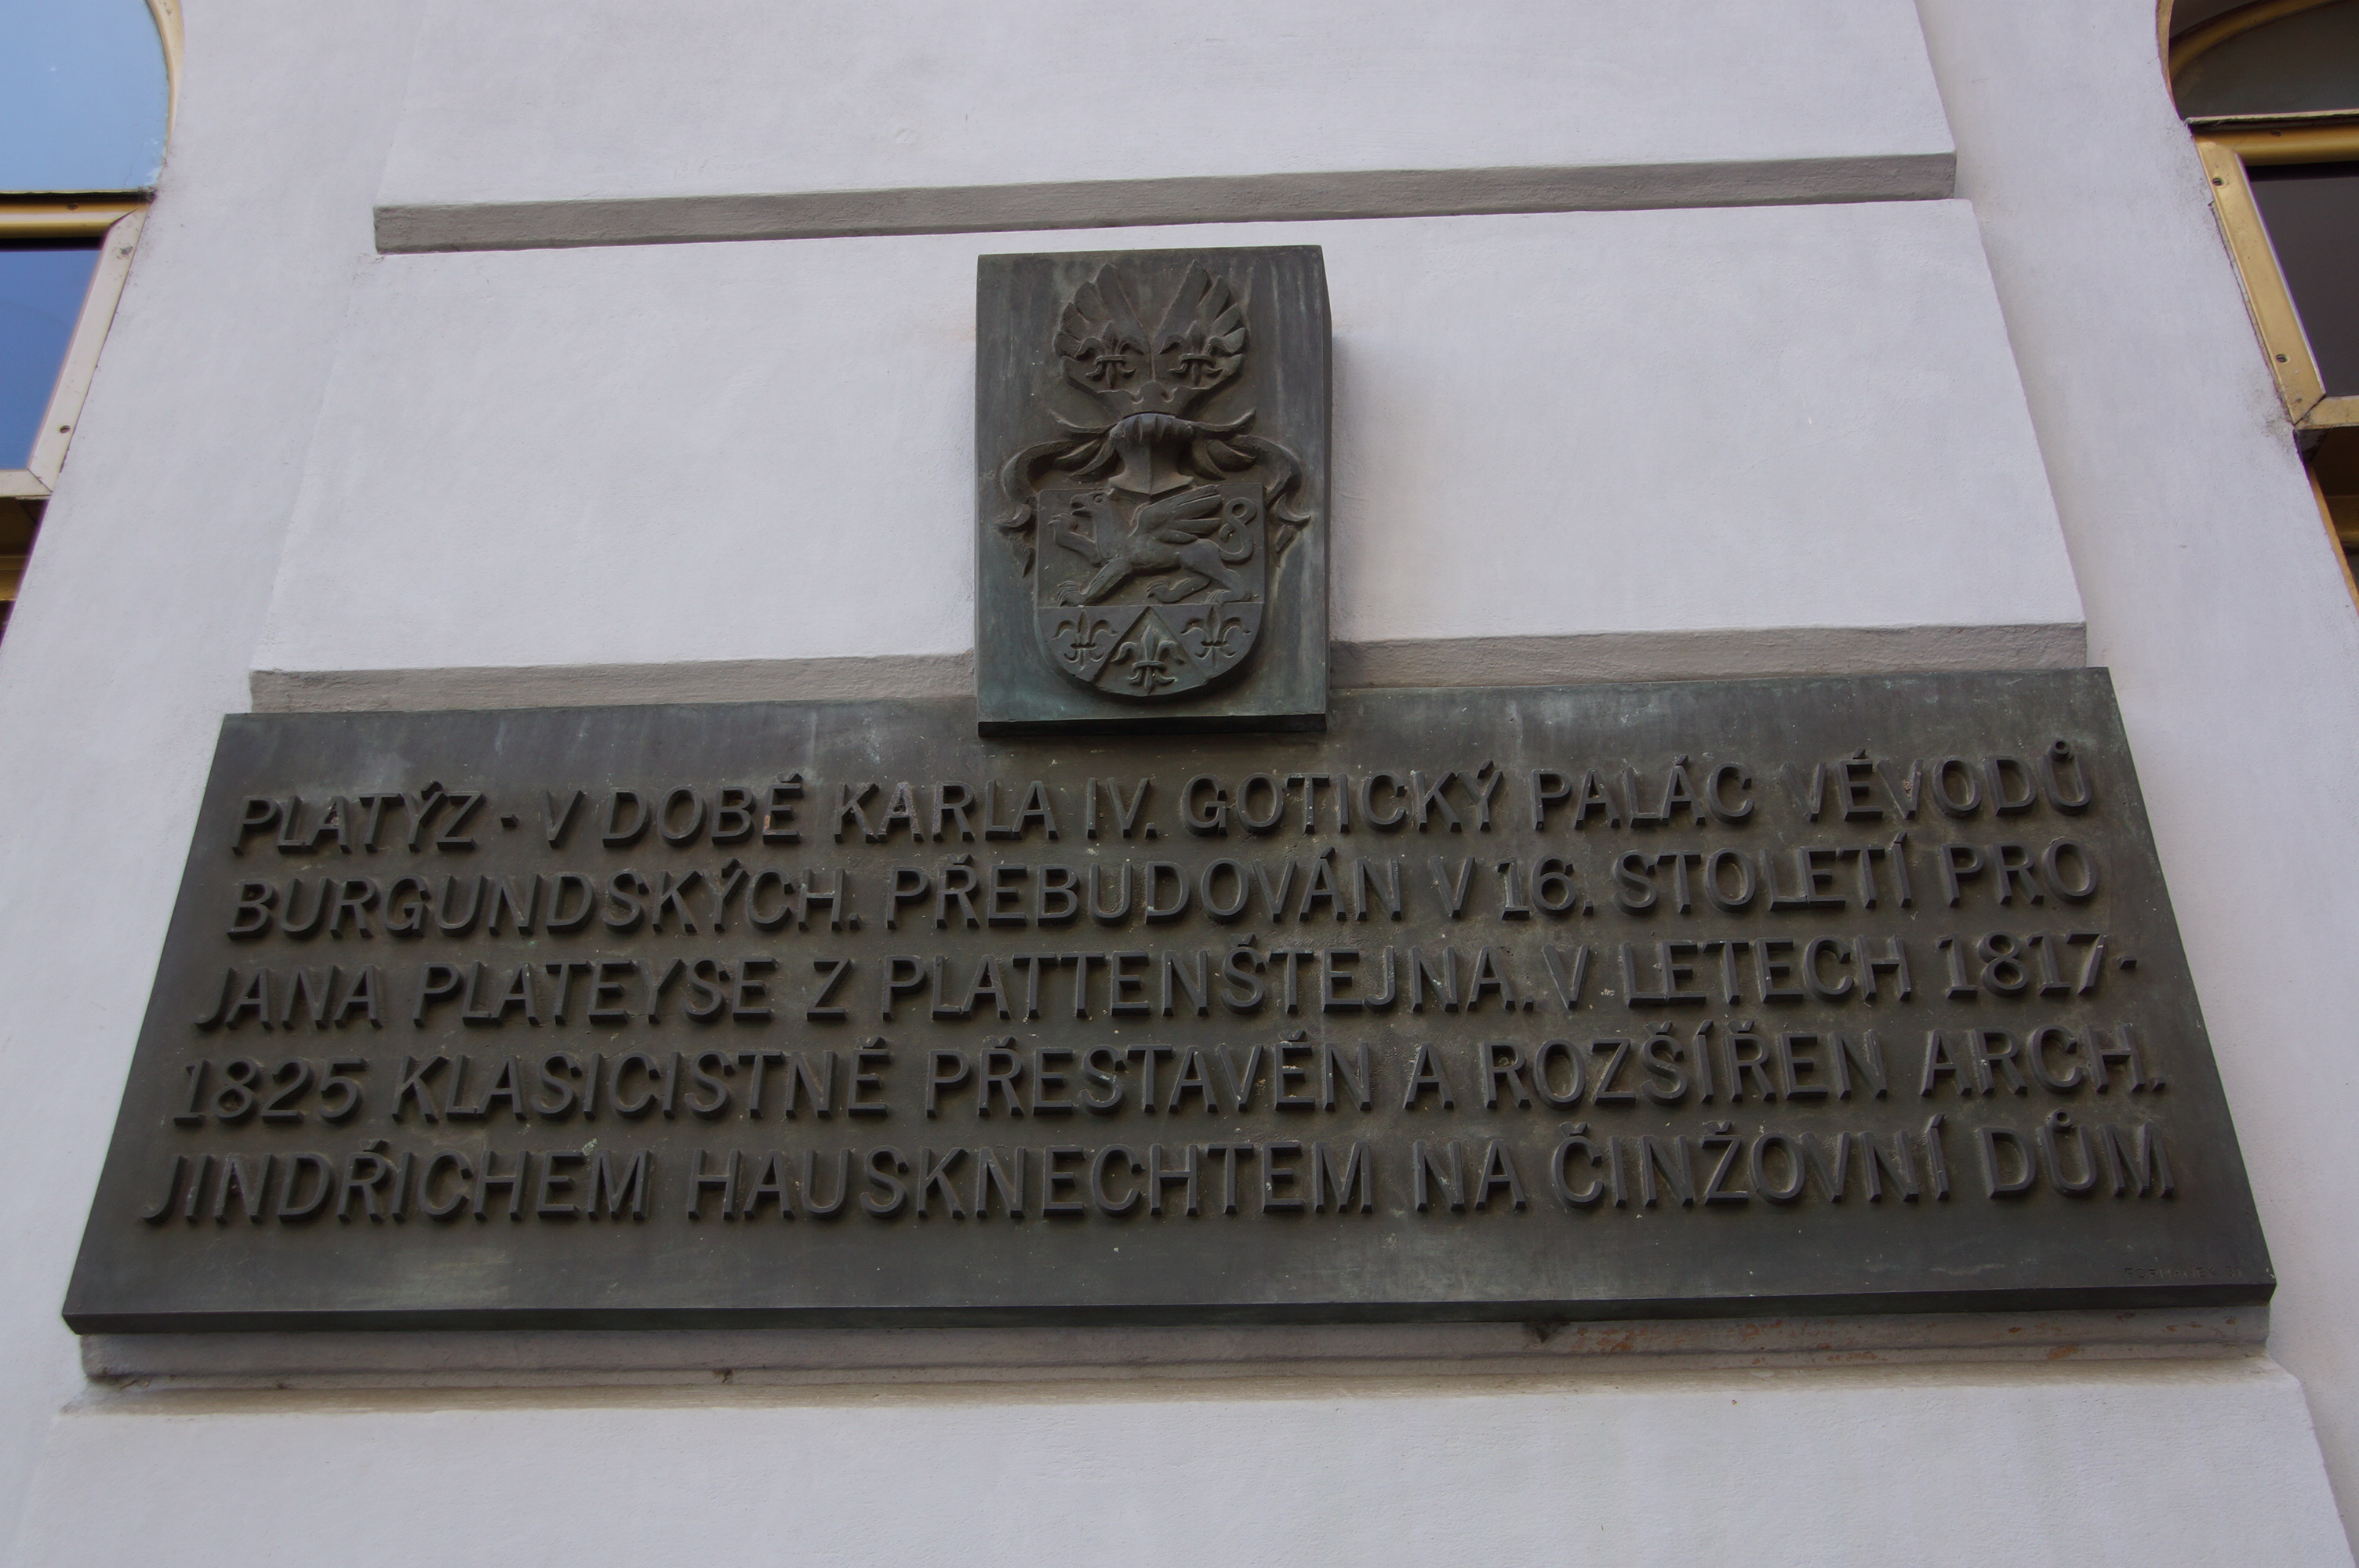 PLATÝZ - V DOBĚ KARLA IV. GOTICKÝ PALÁC VÉVODŮ
BURGUNDSKÝCH. PŘEBUDOVÁN V 16. STOLETÍ PRO
JANA PLATEYSE Z PLATTENŠTEJNA. V LETECH 1817-
1825 KLASICISTNĚ PŘESTAVĚN A ROZŠÍŘEN ARCH.
JINDŘICHEM HAUSKNECHTEM NA ČINŽOVNÍ DŮM